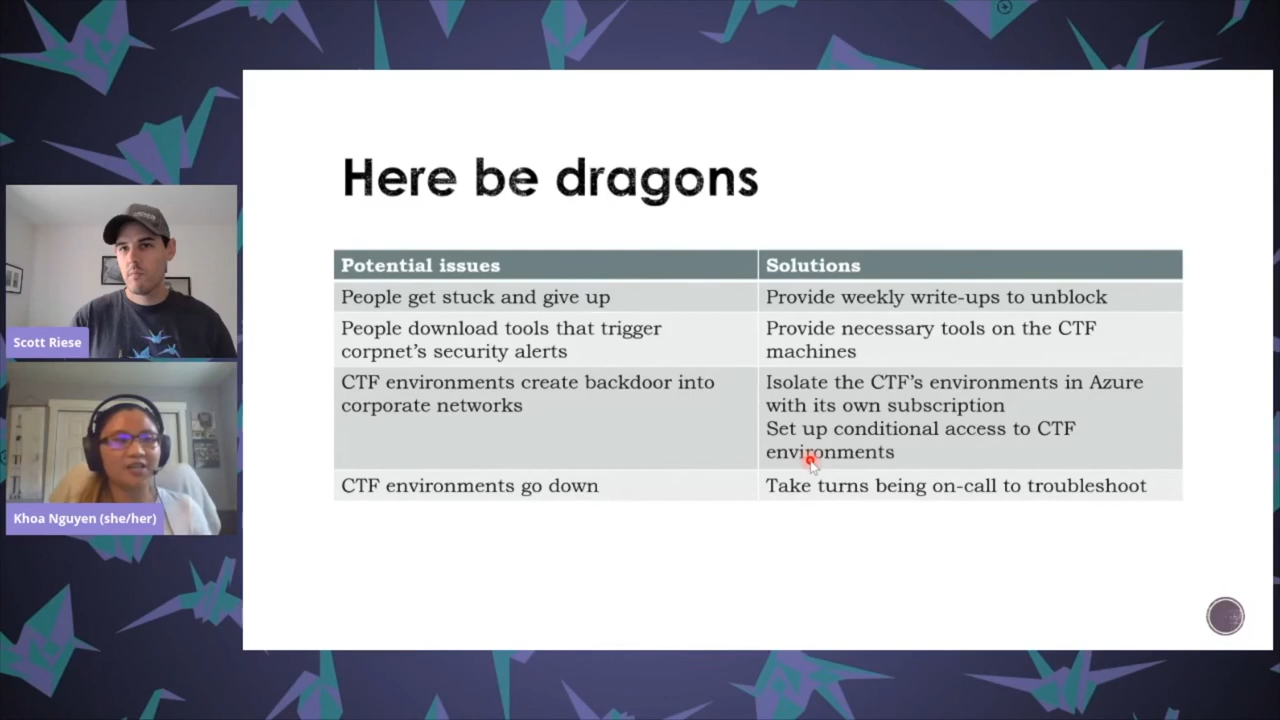 Here be dragons
Potential issues
Solutions
People get stuck and give up
Provide weekly write-ups to unblock
People download tools that trigger
corpnet’s security alerts
Provide necessary tools on the CTF
machines
CTF environments create backdoor into
corporate networks
Isolate the CTF’s environments in Azure
with its own subscription
Set up conditional access to CTF
environments
CTF environments go down
Take turns being on-call to troubleshoot
Scott Riese
Khoa Nguyen (she/her)